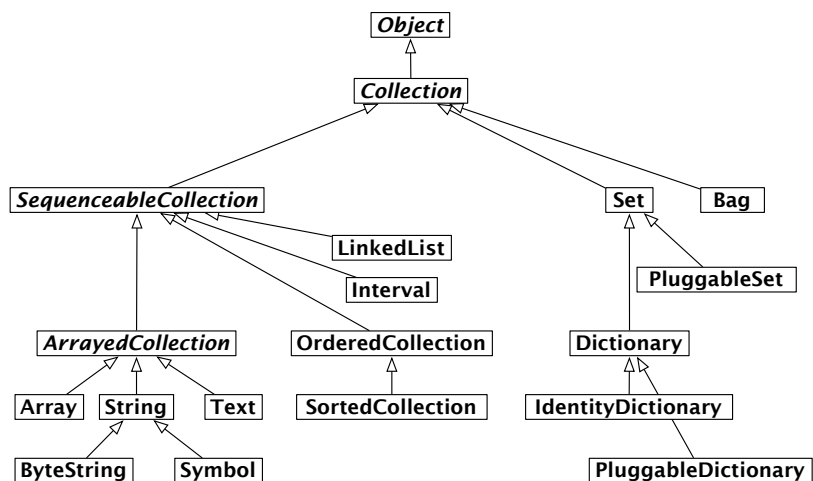 Object
Collection
SequenceableCollection
Set
Bag
LinkedList
PluggableSet
Interval
ArrayedCollection
OrderedCollection
Dictionary
Array
String
Text
SortedCollection
IdentityDictionary
ByteString
Symbol
PluggableDictionary